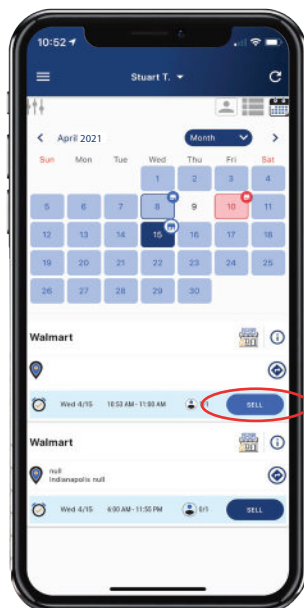 10:52
Stuart T.
April 2021
Month
Sun Mon Tue Wed Thu Fri Sat
1 2 3 4
5 6 7 8 9 10 11
12 13 14 15 16 17 18
19 20 21 22 23 24 25
26 27 28 29 30
Walmart
Wed 4/15 10:53 AM - 11:00 AM /1 SELL
Walmart
null
Indianapolis null
Wed 4/15 6:00 AM - 11:55 PM 0/1 SELL